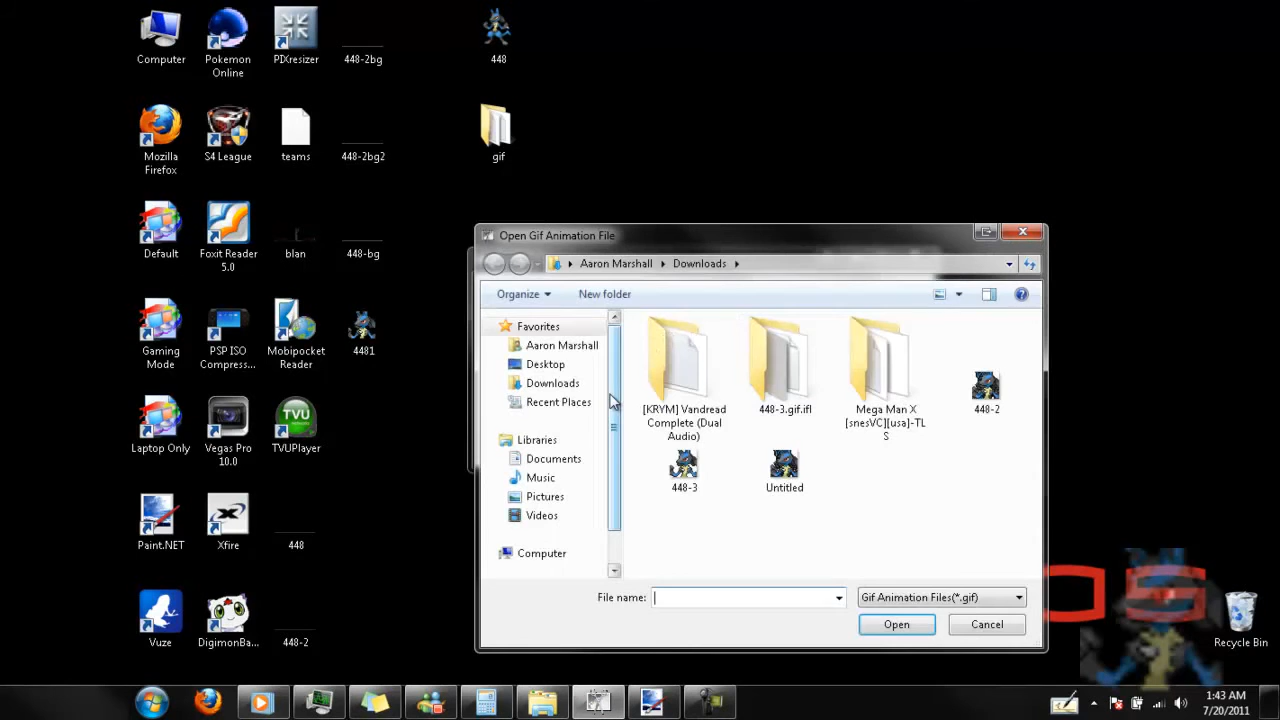 Computer
Pokemon
Online
PIXresizer
448-2bg
448
Mozilla
Firefox
S4 League
teams
448-2bg2
gif
Default
Foxit Reader
5.0
blan
448-bg
Gaming
Mode
PSP ISO
Compress...
Mobipocket
Reader
4481
Laptop Only
Vegas Pro
10.0
TVU
TVUPlayer
Paint.NET
Xfire
448
Vuze
DigimonBa...
448-2
Open Gif Animation File
Aaron Marshall
Downloads
Organize
New folder
Favorites
Aaron Marshall
Desktop
Downloads
Recent Places
Libraries
Documents
Music
Pictures
Videos
Computer
[KRYM] Vandread
Complete (Dual
Audio)
448-3.gif.ifl
Mega Man X
[snesVC][usa]-TL
S
448-2
448-3
Untitled
File name:
Gif Animation Files(*.gif)
Open
Cancel
Recycle Bin
1:43 AM
7/20/2011